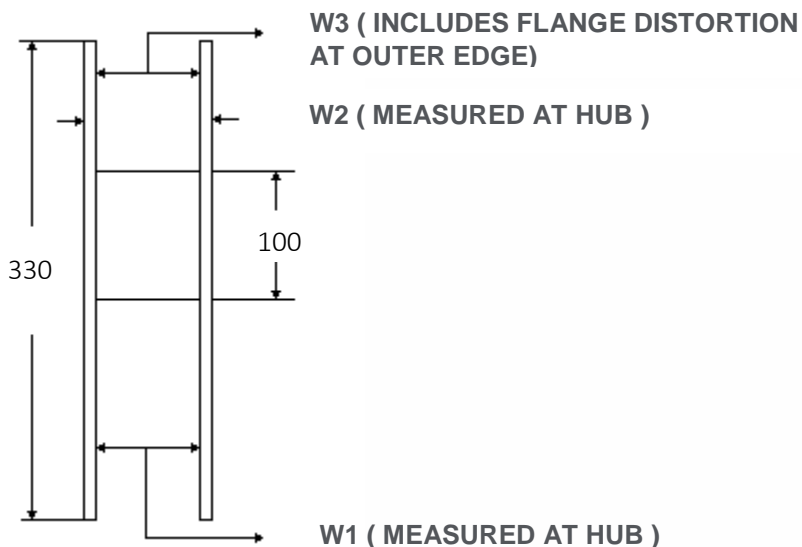 W3 ( INCLUDES FLANGE DISTORTION
AT OUTER EDGE)
W2 ( MEASURED AT HUB )
100
330
W1 ( MEASURED AT HUB )